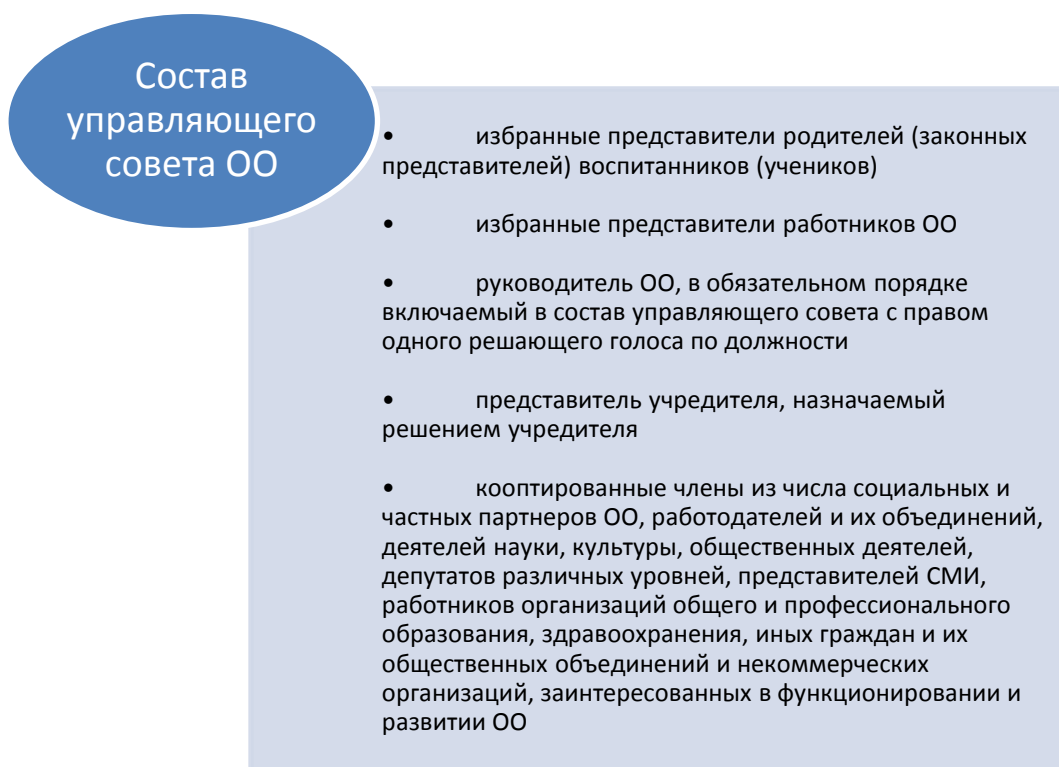 Состав
управляющего
совета ОО
• избранные представители родителей (законных
представителей) воспитанников (учеников)
• избранные представители работников ОО
• руководитель ОО, в обязательном порядке
включаемый в состав управляющего совета с правом
одного решающего голоса по должности
• представитель учредителя, назначаемый
решением учредителя
• кооптированные члены из числа социальных и
частных партнеров ОО, работодателей и их объединений,
деятелей науки, культуры, общественных деятелей,
депутатов различных уровней, представителей СМИ,
работников организаций общего и профессионального
образования, здравоохранения, иных граждан и их
общественных объединений и некоммерческих
организаций, заинтересованных в функционировании и
развитии ОО